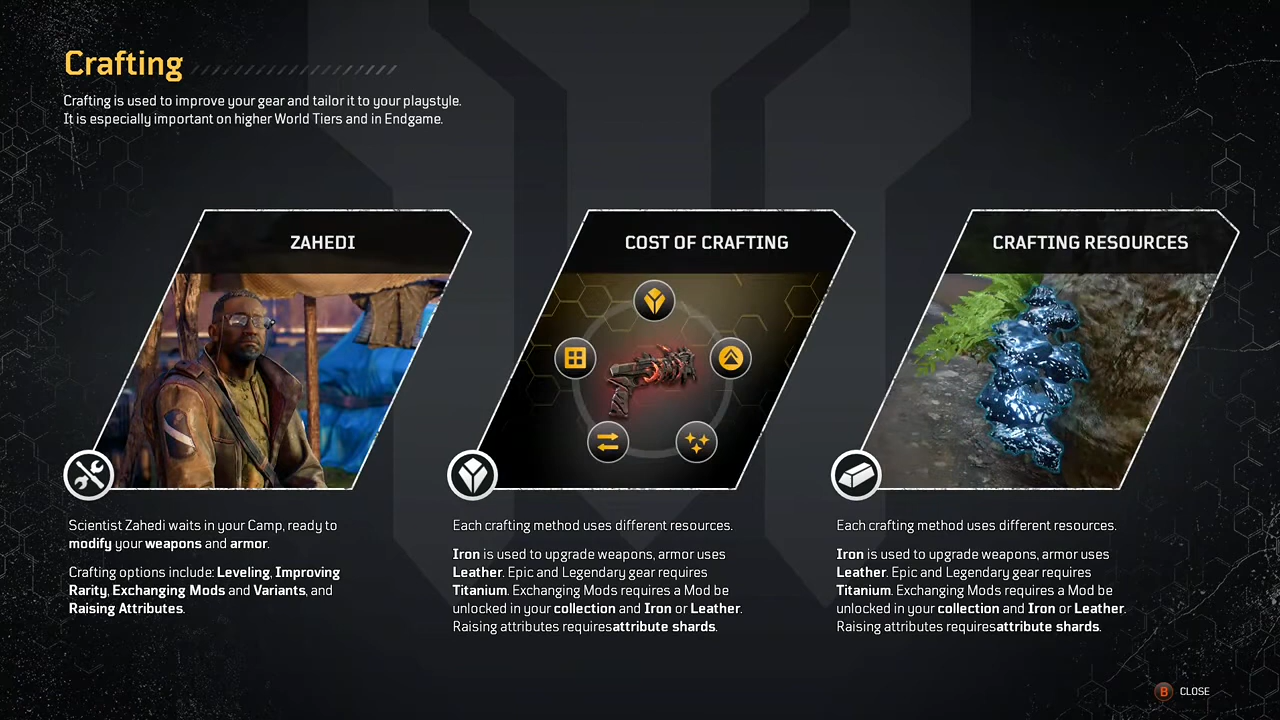 Crafting
Crafting is used to improve your gear and tailor it to your playstyle.
It is especially important on higher World Tiers and in Endgame.
ZAHEDI
Scientist Zahedi waits in your Camp, ready to
modify your weapons and armor.
Crafting options include: Leveling, Improving
Rarity, Exchanging Mods and Variants, and
Raising Attributes.
COST OF CRAFTING
Each crafting method uses different resources.
Iron is used to upgrade weapons, armor uses
Leather. Epic and Legendary gear requires
Titanium. Exchanging Mods requires a Mod be
unlocked in your collection and Iron or Leather.
Raising attributes requiresattribute shards.
CRAFTING RESOURCES
Each crafting method uses different resources.
Iron is used to upgrade weapons, armor uses
Leather. Epic and Legendary gear requires
Titanium. Exchanging Mods requires a Mod be
unlocked in your collection and Iron or Leather.
Raising attributes requiresattribute shards.
B CLOSE